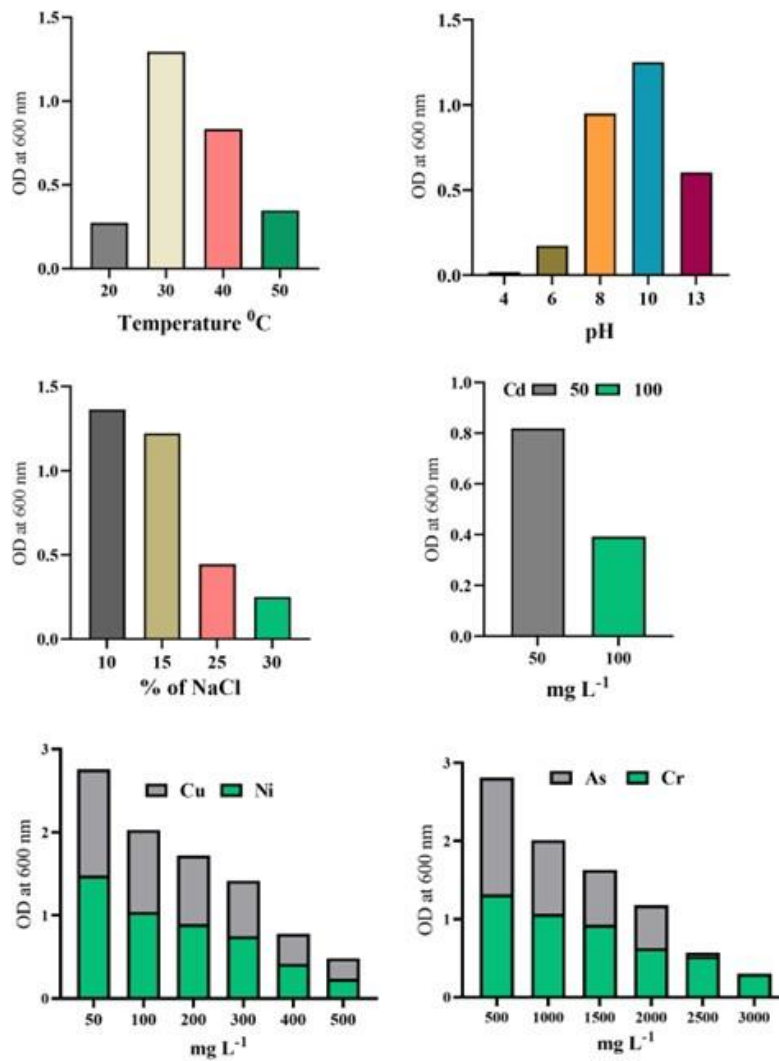 OD at 600 nm
1.5
1.0
0.5
0.0
20 30 40 50
Temperature ⁰C
OD at 600 nm
1.5
1.0
0.5
0.0
4 6 8 10 13
pH
OD at 600 nm
1.5
1.0
0.5
0.0
10 15 25 30
% of NaCl
OD at 600 nm
Cd 50 100
1.0
0.8
0.6
0.4
0.2
0.0
50 100
mg L⁻¹
OD at 600 nm
Cu Ni
3
2
1
0
50 100 200 300 400 500
mg L⁻¹
OD at 600 nm
As Cr
3
2
1
0
500 1000 1500 2000 2500 3000
mg L⁻¹